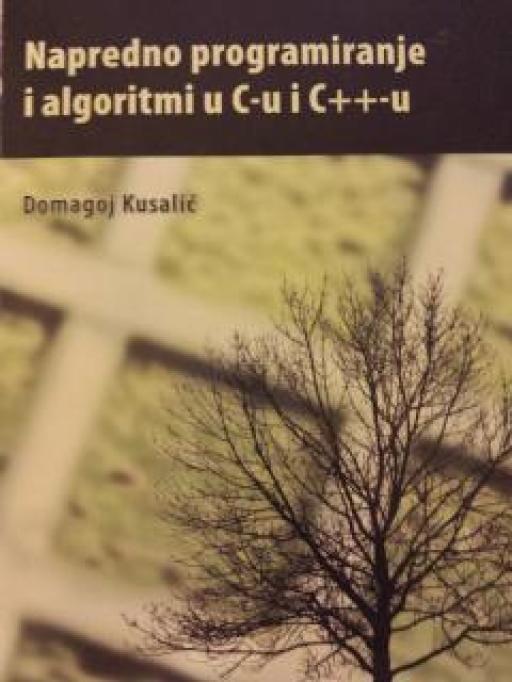 Napredno programiranje
i algoritmi u C-u i C++-u
Domagoj Kusalić